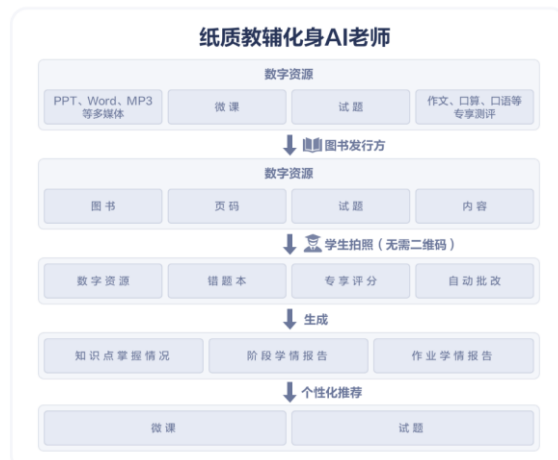 纸质教辅化身AI老师
数字资源
PPT、Word、MP3
等多媒体
微课
试题
作文、口算、口语等
专享测评
图书发行方
数字资源
图书
页码
试题
内容
学生拍照（无需二维码）
数字资源
错题本
专享评分
自动批改
生成
知识点掌握情况
阶段学情报告
作业学情报告
个性化推荐
微课
试题